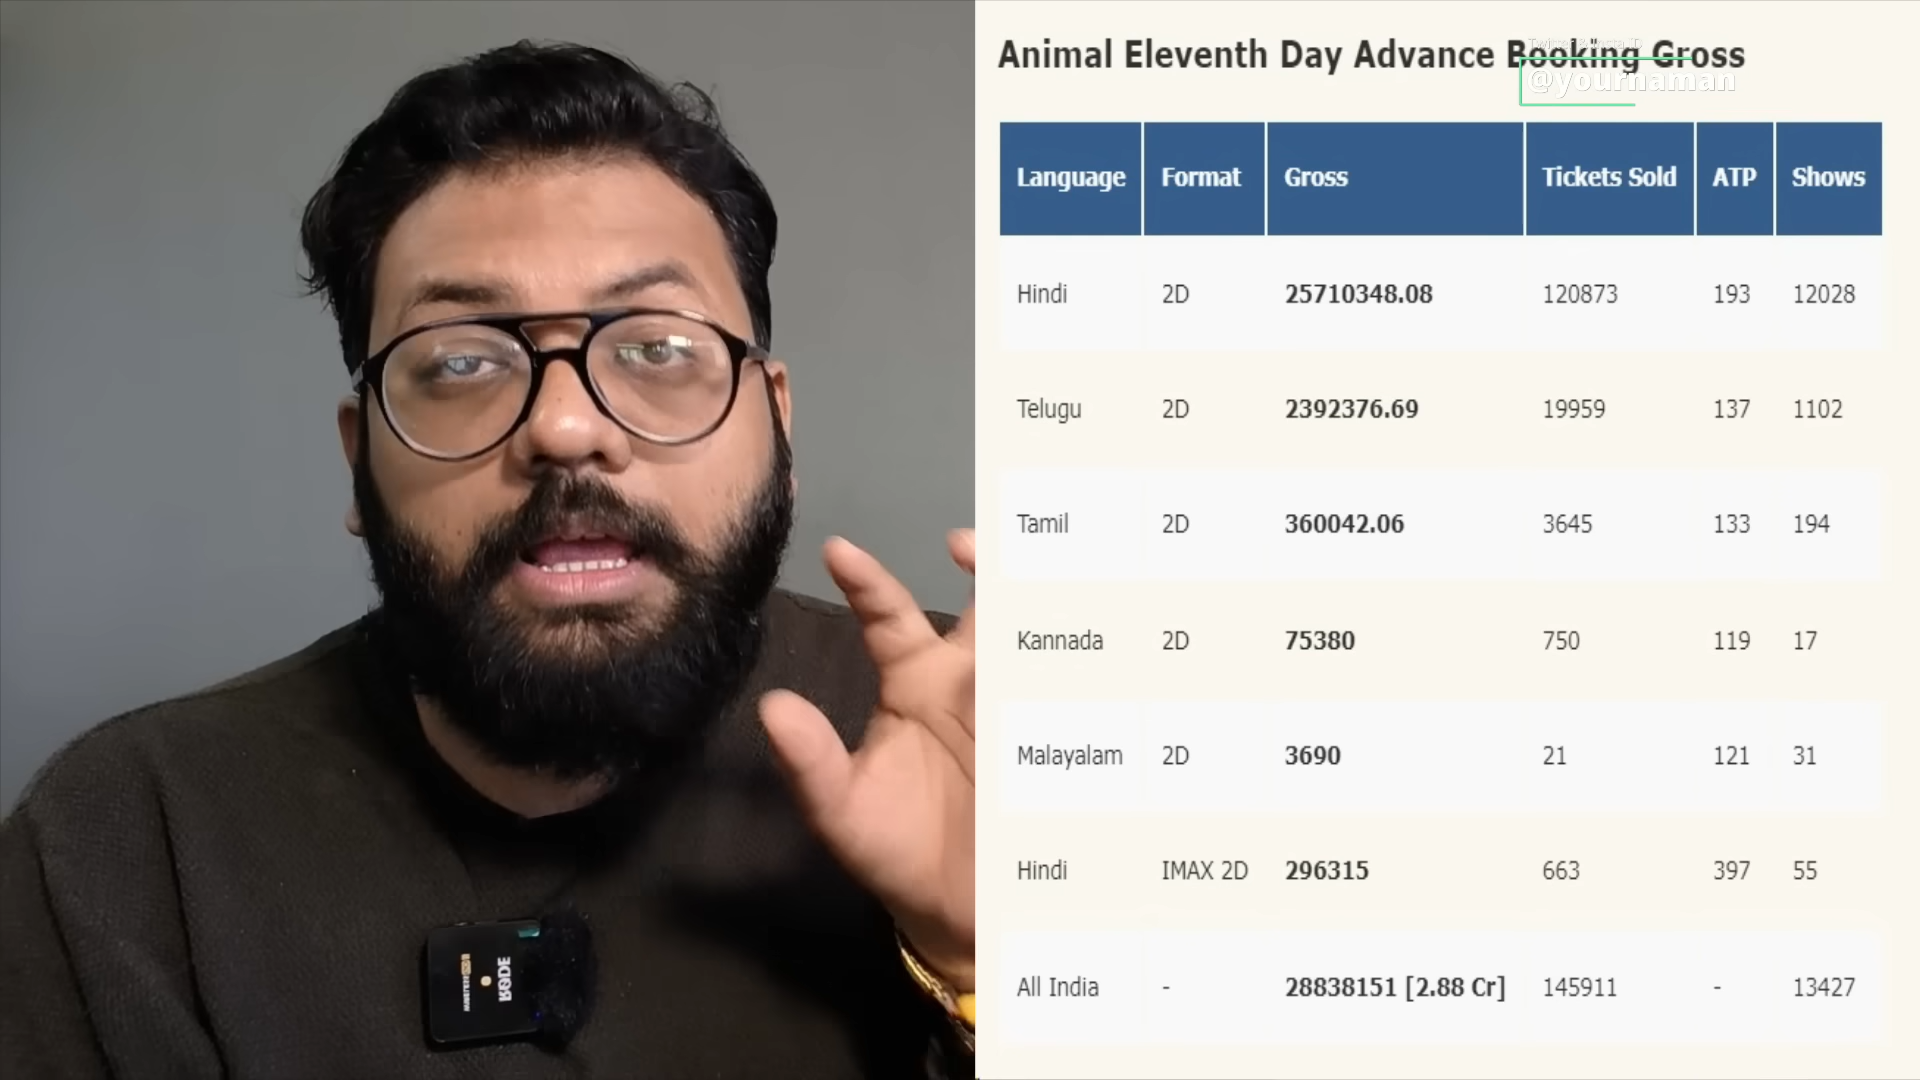 Animal Eleventh Day Advance Booking Gross
@yournaman
Language Format Gross Tickets Sold ATP Shows
Hindi 2D 25710348.08 120873 193 12028
Telugu 2D 2392376.69 19959 137 1102
Tamil 2D 360042.06 3645 133 194
Kannada 2D 75380 750 119 17
Malayalam 2D 3690 21 121 31
Hindi IMAX 2D 296315 663 397 55
All India - 28838151 [2.88 Cr] 145911 - 13427
RODE